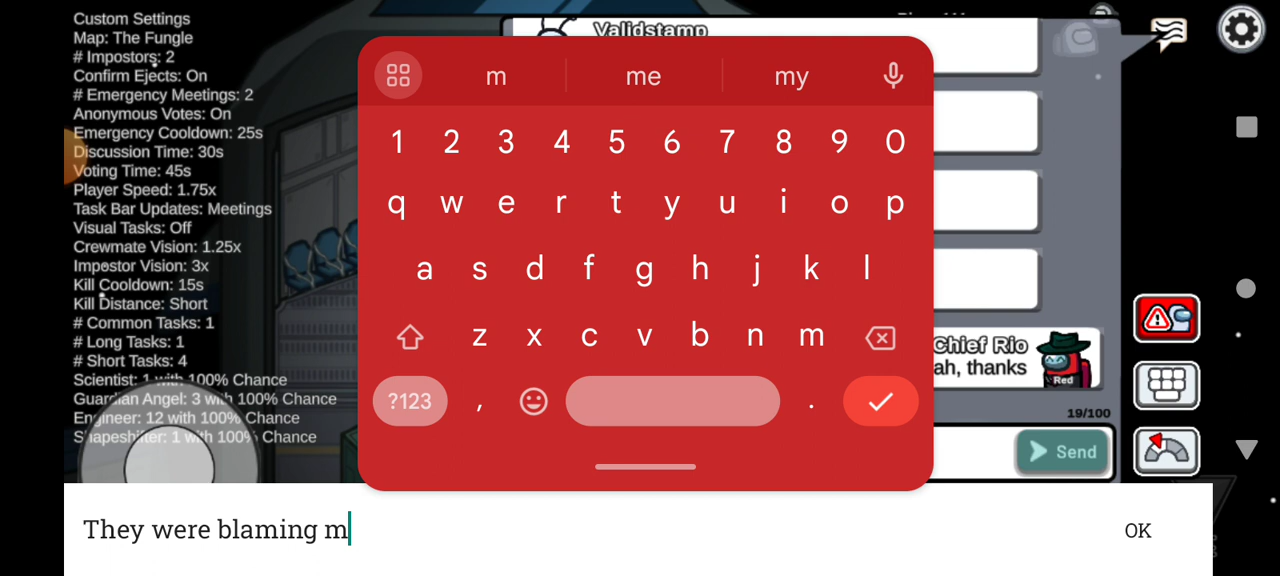 Custom Settings
Map: The Fungle
# Impostors: 2
Confirm Ejects: On
# Emergency Meetings: 2
Anonymous Votes: On
Emergency Cooldown: 25s
Discussion Time: 30s
Voting Time: 45s
Player Speed: 1.75x
Task Bar Updates: Meetings
Visual Tasks: Off
Crewmate Vision: 1.25x
Impostor Vision: 3x
Kill Cooldown: 15s
Kill Distance: Short
# Common Tasks: 1
# Long Tasks: 1
# Short Tasks: 4
Scientist: 1 with 100% Chance
Guardian Angel: 3 with 100% Chance
Engineer: 12 with 100% Chance
Shapeshifter: 1 with 100% Chance
Validstamp
m me my
1 2 3 4 5 6 7 8 9 0
q w e r t y u i o p
a s d f g h j k l
z x c v b n m
?123 , .
Chief Rio
ah, thanks
Red
19/100
Send
They were blaming m
OK